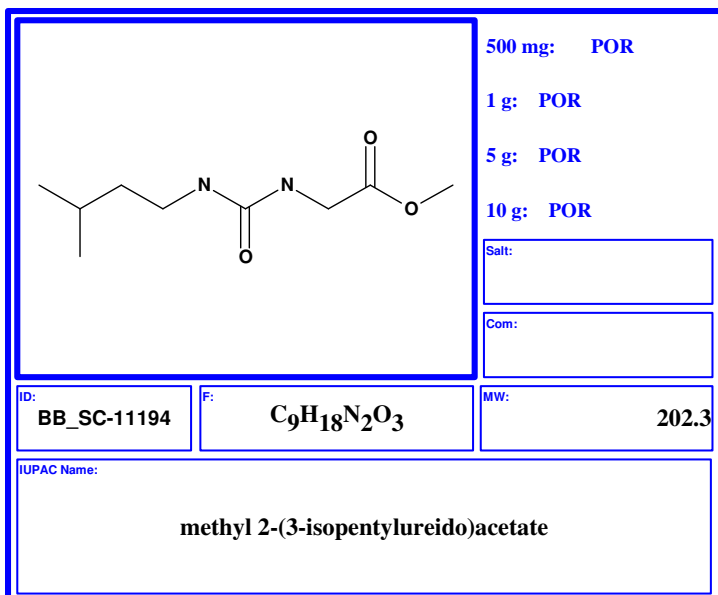 500 mg: POR
1 g: POR
5 g: POR
10 g: POR
O
N N
O
O
Salt:
Com:
ID:
BB_SC-11194
F:
C9H18N2O3
MW:
202.3
IUPAC Name:
methyl 2-(3-isopentylureido)acetate